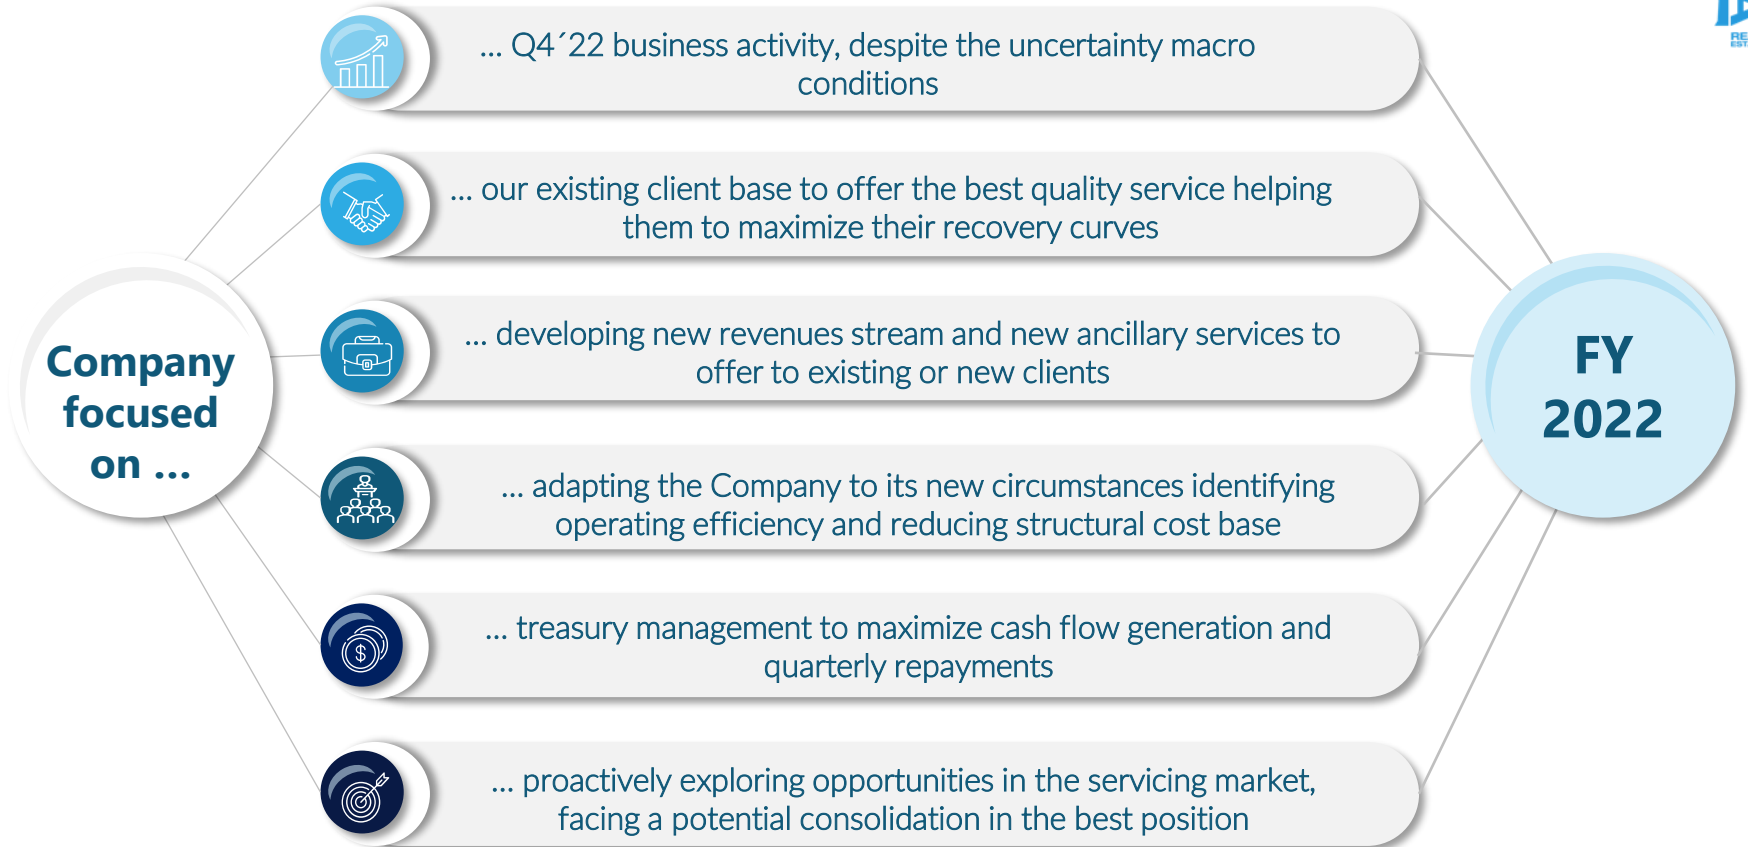 ... Q4´22 business activity, despite the uncertainty macro
conditions
... our existing client base to offer the best quality service helping
them to maximize their recovery curves
... developing new revenues stream and new ancillary services to
offer to existing or new clients
... adapting the Company to its new circumstances identifying
operating efficiency and reducing structural cost base
... treasury management to maximize cash flow generation and
quarterly repayments
... proactively exploring opportunities in the servicing market,
facing a potential consolidation in the best position
Company
focused
on ...
FY
2022
$